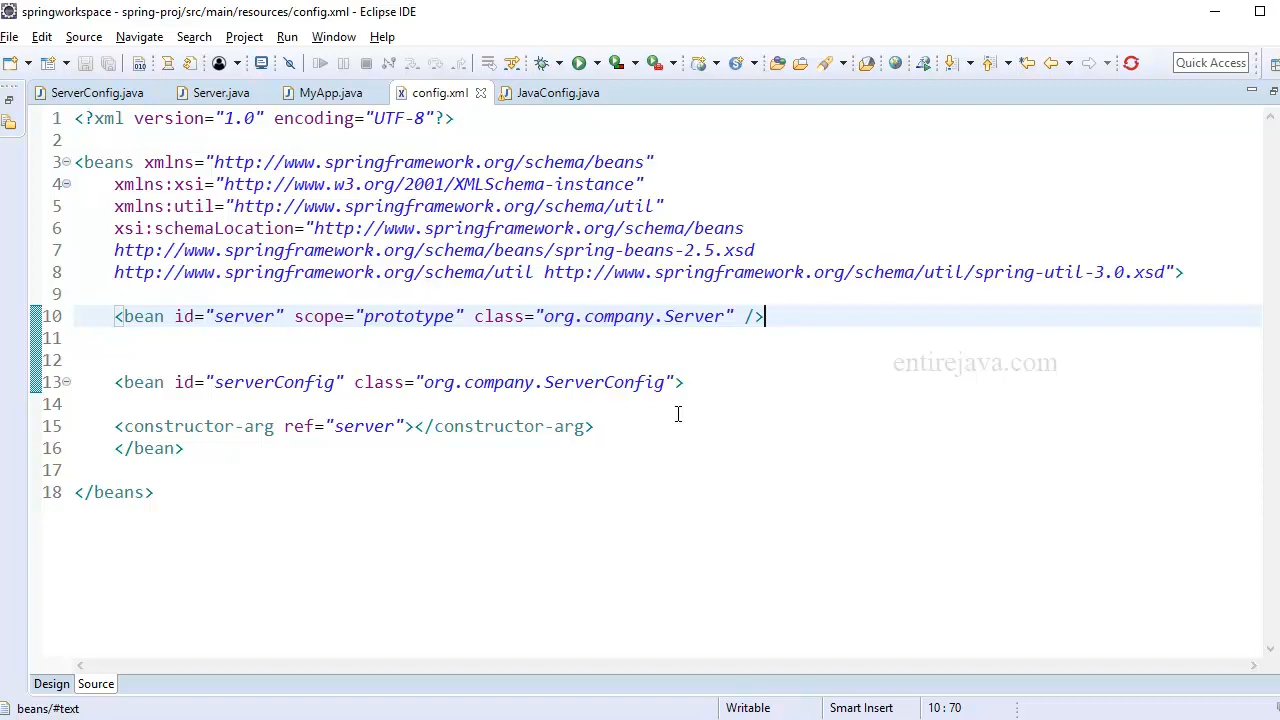 springworkspace - spring-proj/src/main/resources/config.xml - Eclipse IDE
File Edit Source Navigate Search Project Run Window Help
Quick Access
ServerConfig.java Server.java MyApp.java config.xml JavaConfig.java
1 <?xml version="1.0" encoding="UTF-8"?>
2
3 <beans xmlns="http://www.springframework.org/schema/beans"
4 xmlns:xsi="http://www.w3.org/2001/XMLSchema-instance"
5 xmlns:util="http://www.springframework.org/schema/util"
6 xsi:schemaLocation="http://www.springframework.org/schema/beans
7 http://www.springframework.org/schema/beans/spring-beans-2.5.xsd
8 http://www.springframework.org/schema/util http://www.springframework.org/schema/util/spring-util-3.0.xsd">
9
10 <bean id="server" scope="prototype" class="org.company.Server" />
11
12
entirejava.com
13 <bean id="serverConfig" class="org.company.ServerConfig">
14
15 <constructor-arg ref="server"></constructor-arg>
16 </bean>
17
18 </beans>
Design Source
beans/#text Writable Smart Insert 10 : 70